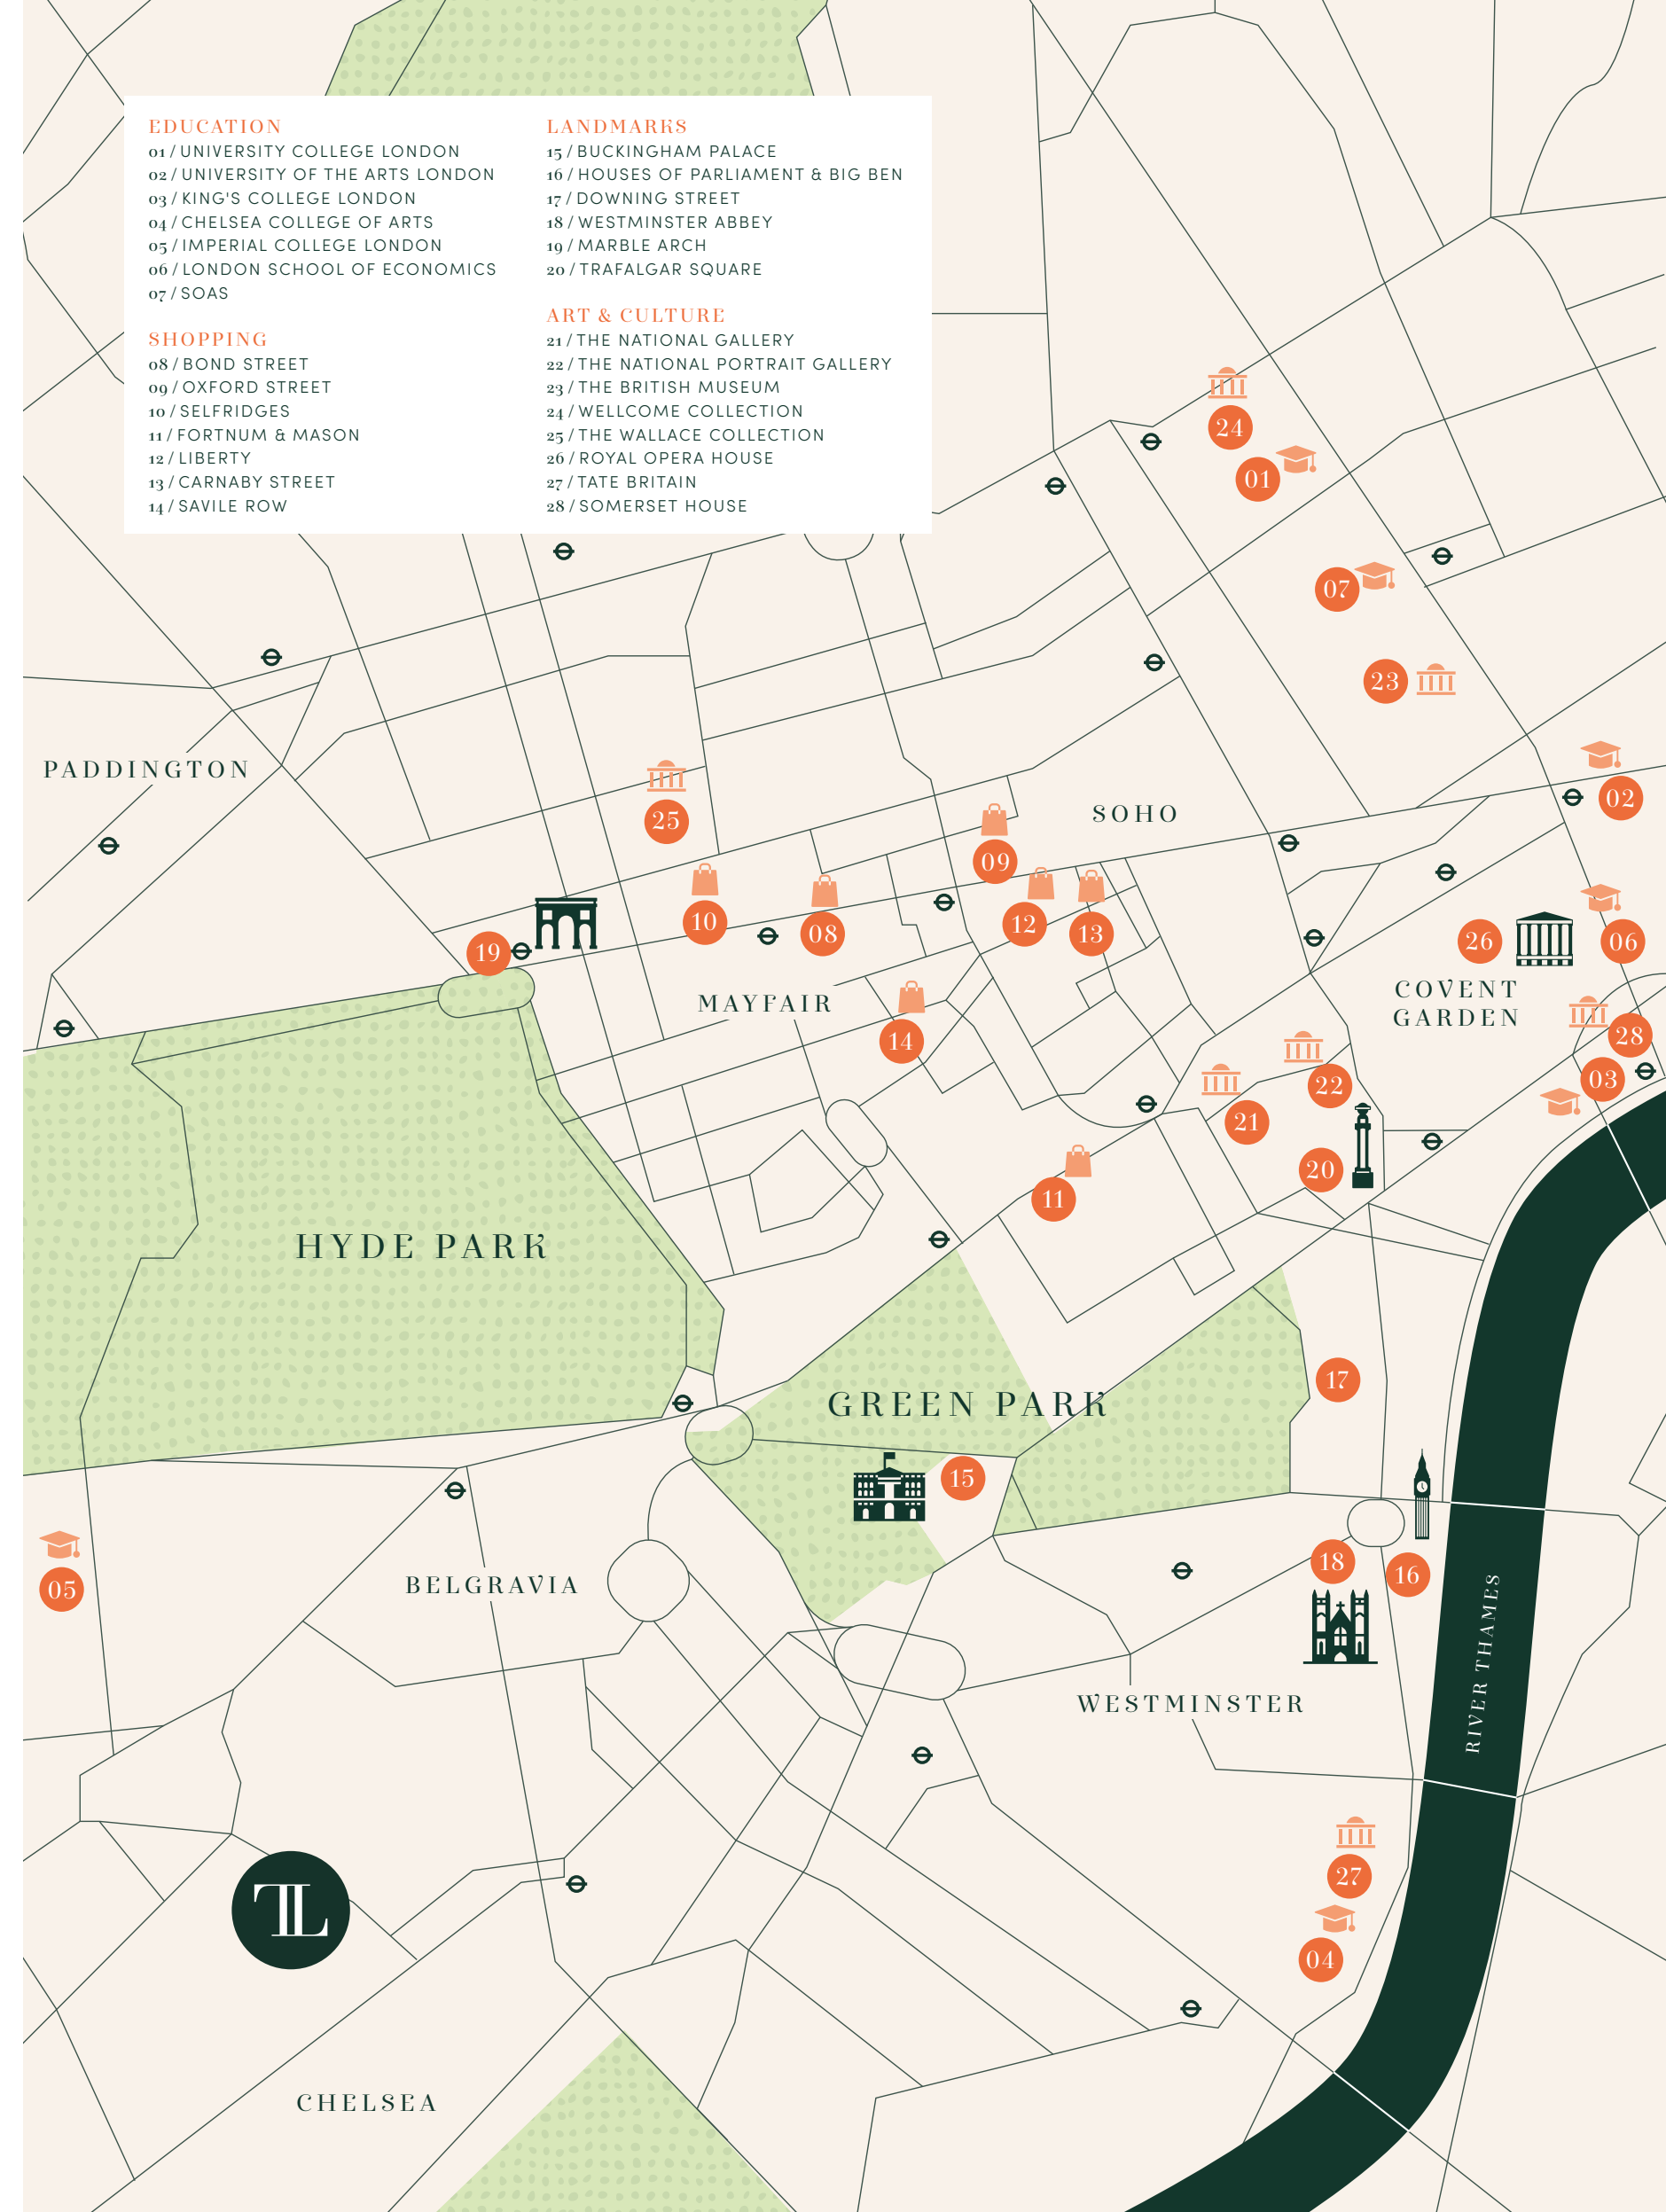 EDUCATION
01 / UNIVERSITY COLLEGE LONDON
02 / UNIVERSITY OF THE ARTS LONDON
03 / KING'S COLLEGE LONDON
04 / CHELSEA COLLEGE OF ARTS
05 / IMPERIAL COLLEGE LONDON
06 / LONDON SCHOOL OF ECONOMICS
07 / SOAS
SHOPPING
08 / BOND STREET
09 / OXFORD STREET
10 / SELFRIDGES
11 / FORTNUM & MASON
12 / LIBERTY
13 / CARNABY STREET
14 / SAVILE ROW
LANDMARKS
15 / BUCKINGHAM PALACE
16 / HOUSES OF PARLIAMENT & BIG BEN
17 / DOWNING STREET
18 / WESTMINSTER ABBEY
19 / MARBLE ARCH
20 / TRAFALGAR SQUARE
ART & CULTURE
21 / THE NATIONAL GALLERY
22 / THE NATIONAL PORTRAIT GALLERY
23 / THE BRITISH MUSEUM
24 / WELLCOME COLLECTION
25 / THE WALLACE COLLECTION
26 / ROYAL OPERA HOUSE
27 / TATE BRITAIN
28 / SOMERSET HOUSE
24
01
07
23
PADDINGTON
02
SOHO
25
09
10
08
12
13
19
26
06
COVENT
GARDEN
MAYFAIR
14
28
03
22
21
20
11
HYDE PARK
17
GREEN PARK
15
18
16
05
BELGRAVIA
RIVER THAMES
WESTMINSTER
27
TL
04
CHELSEA